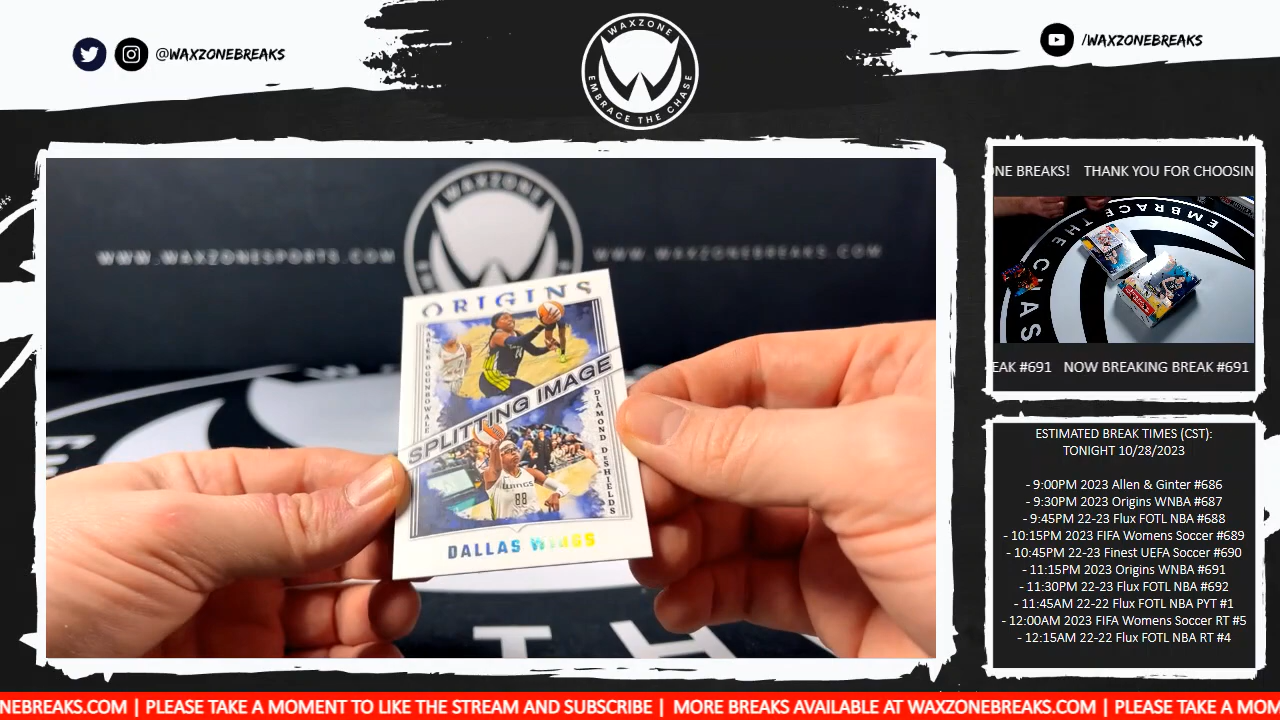 @WAXZONEBREAKS
WAXZONE
EMBRACE THE CHASE
/WAXZONEBREAKS
WAXZONE
WWW.WAXZONESPORTS.COM
WWW.WAXZONEBREAKS.COM
ORIGINS
ARIKE OGUNBOWALE
SPLITTING IMAGE
DIAMOND DESHIELDS
WINGS
88
DALLAS WINGS
TH
NE BREAKS! THANK YOU FOR CHOOSIN
EMBRACE
CHAS
EAK #691 NOW BREAKING BREAK #691
ESTIMATED BREAK TIMES (CST):
TONIGHT 10/28/2023
- 9:00PM 2023 Allen & Ginter #686
- 9:30PM 2023 Origins WNBA #687
- 9:45PM 22-23 Flux FOTL NBA #688
- 10:15PM 2023 FIFA Womens Soccer #689
- 10:45PM 22-23 Finest UEFA Soccer #690
- 11:15PM 2023 Origins WNBA #691
- 11:30PM 22-23 Flux FOTL NBA #692
- 11:45AM 22-22 Flux FOTL NBA PYT #1
- 12:00AM 2023 FIFA Womens Soccer RT #5
- 12:15AM 22-22 Flux FOTL NBA RT #4
NEBREAKS.COM | PLEASE TAKE A MOMENT TO LIKE THE STREAM AND SUBSCRIBE | MORE BREAKS AVAILABLE AT WAXZONEBREAKS.COM | PLEASE TAKE A MOM